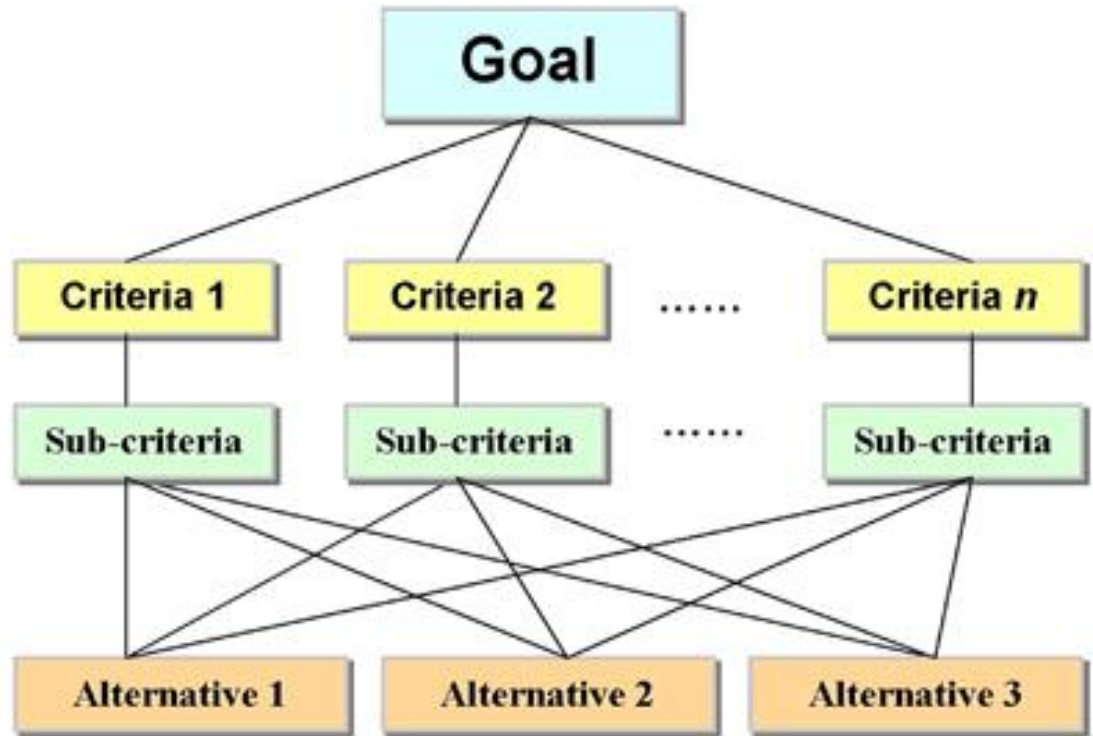 Goal
Criteria 1
Criteria 2
......
Criteria n
Sub-criteria
Sub-criteria
......
Sub-criteria
Alternative 1
Alternative 2
Alternative 3